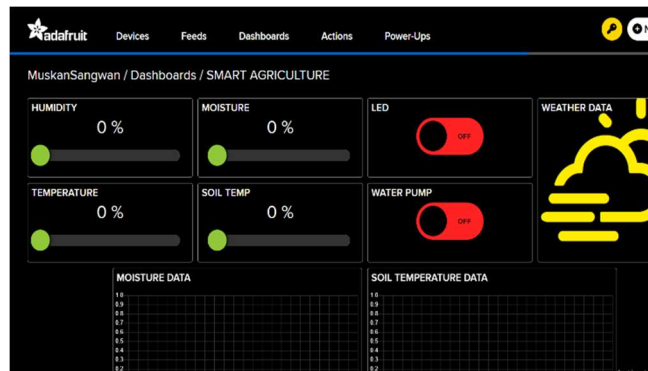 adafruit Devices Feeds Dashboards Actions Power-Ups
MuskanSangwan / Dashboards / SMART AGRICULTURE
HUMIDITY
0 %
MOISTURE
0 %
LED
OFF
WEATHER DATA
TEMPERATURE
0 %
SOIL TEMP
0 %
WATER PUMP
OFF
MOISTURE DATA
1.0
0.9
0.8
0.7
0.6
0.5
0.4
0.3
0.2
SOIL TEMPERATURE DATA
1.0
0.9
0.8
0.7
0.6
0.5
0.4
0.3
0.2